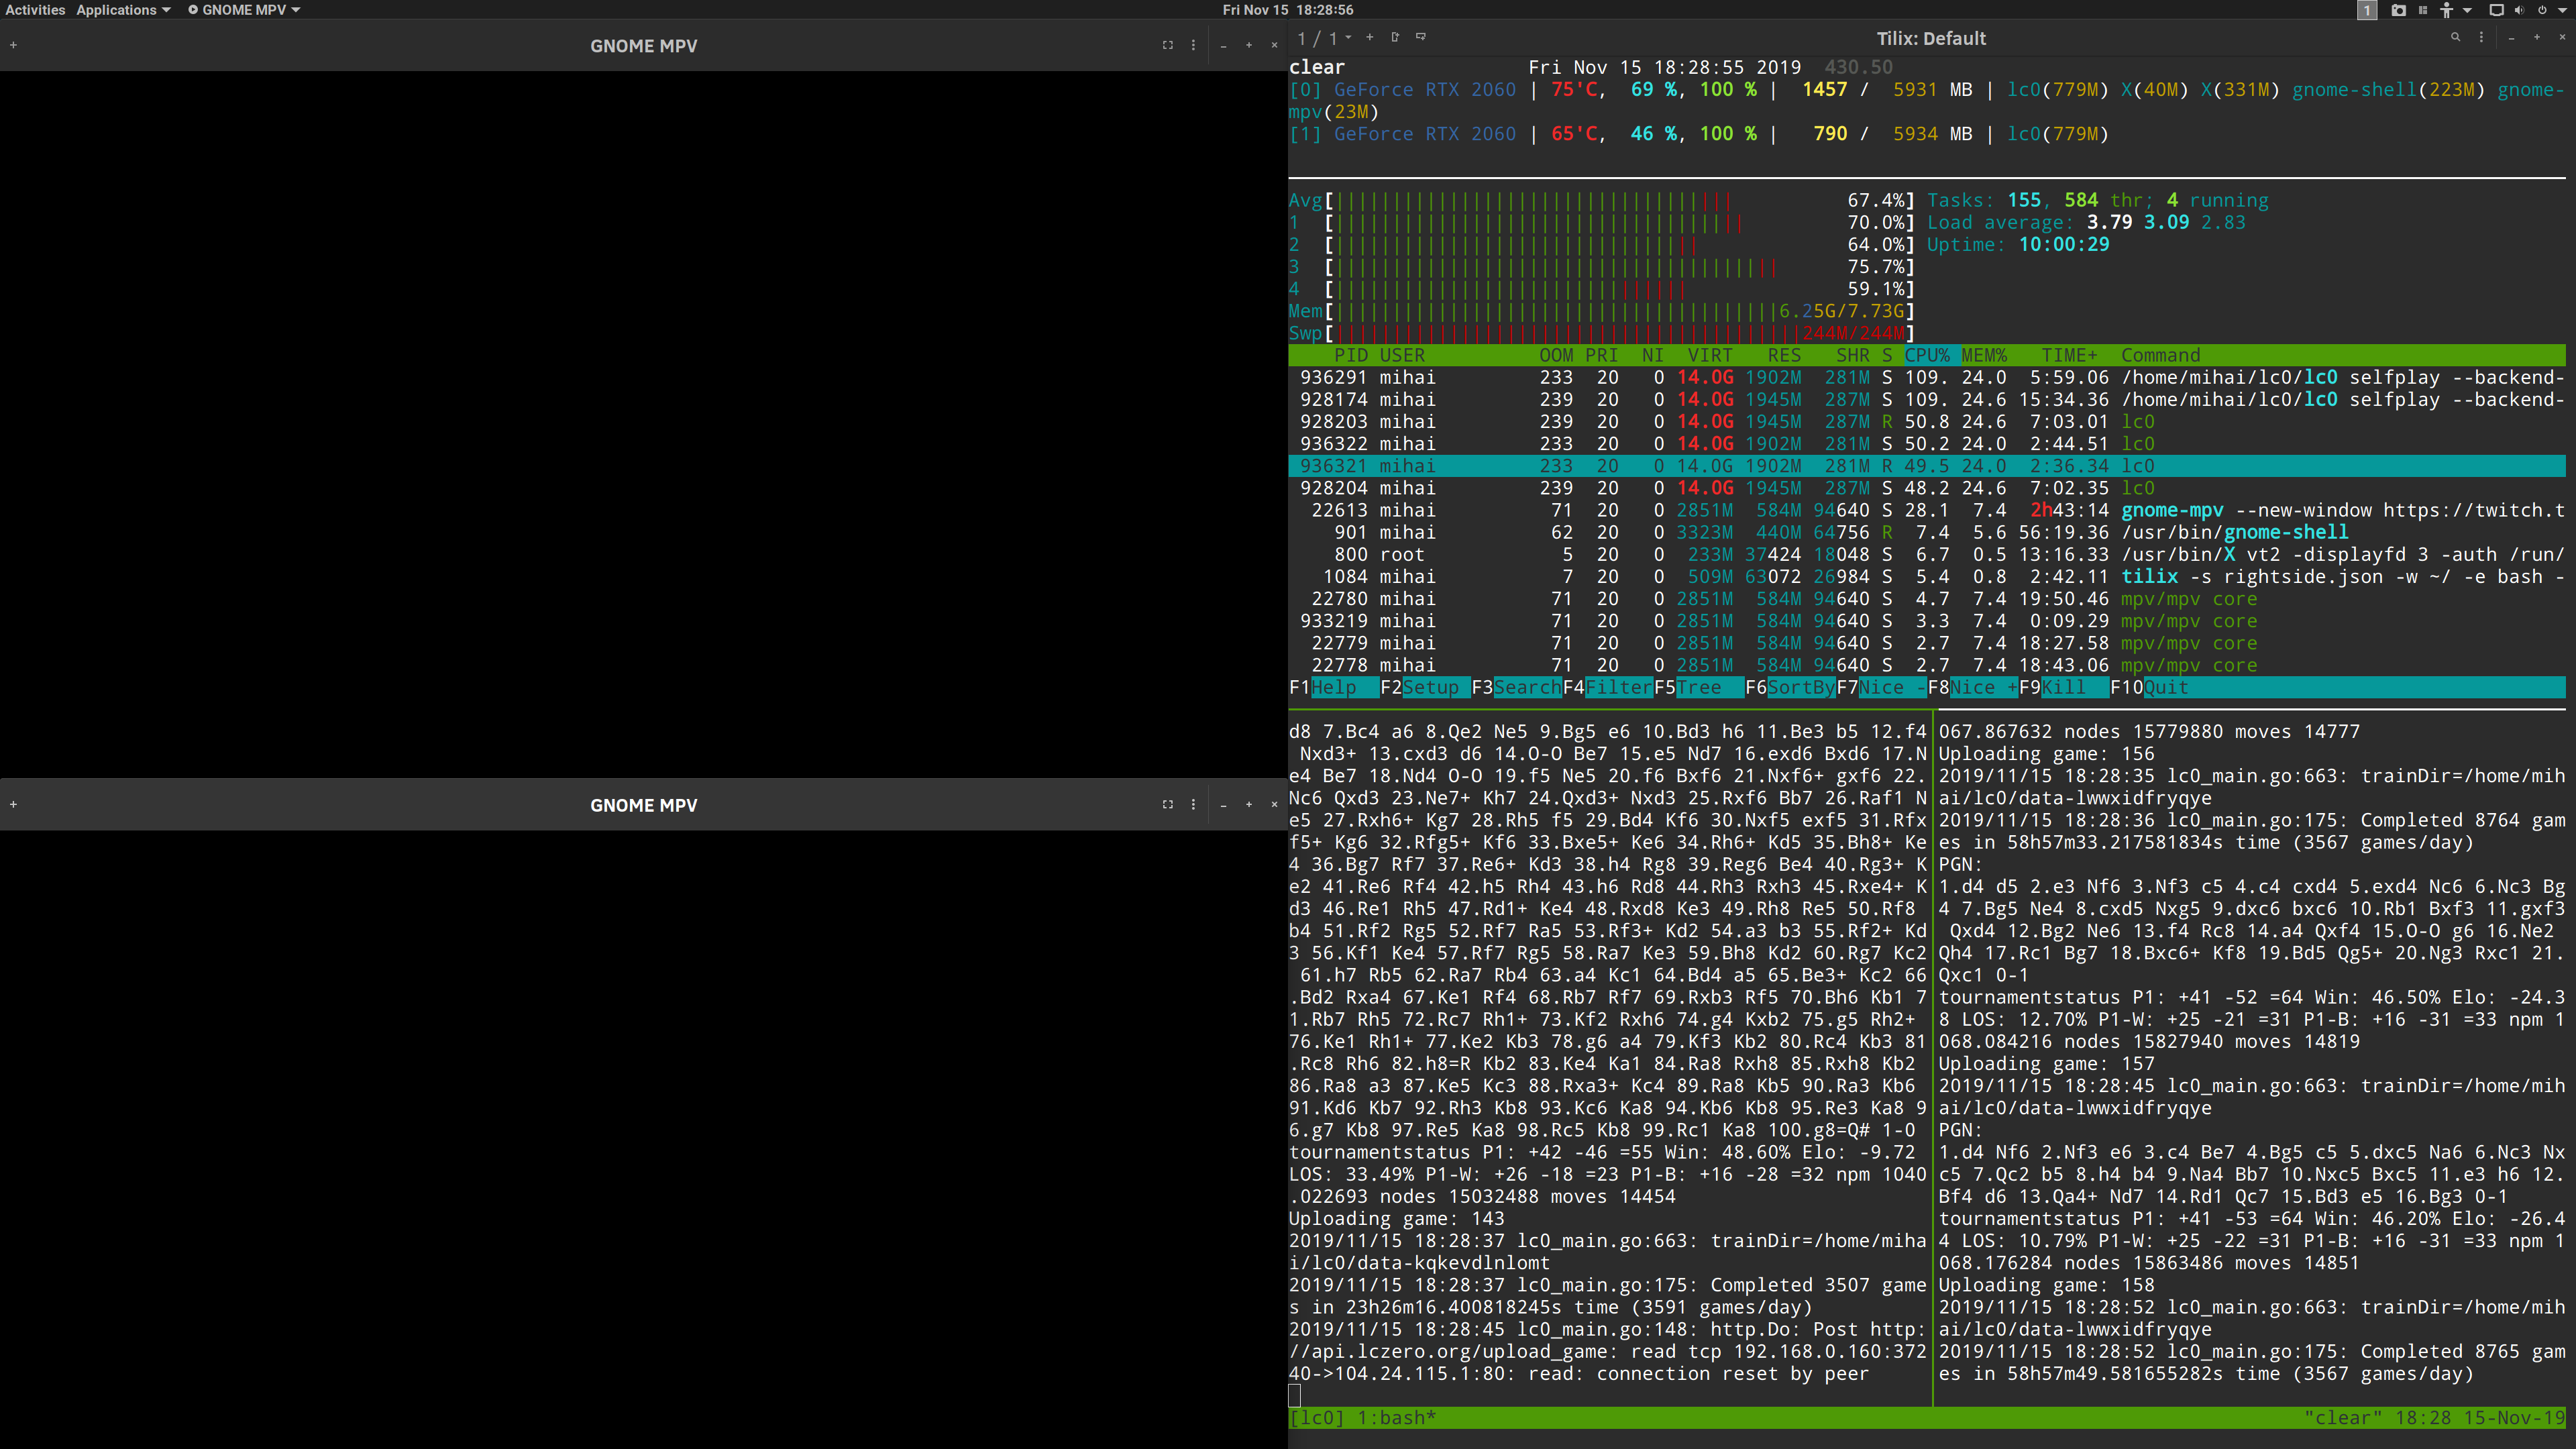 Activities Applications GNOME MPV Fri Nov 15 18:28:56 1
GNOME MPV
GNOME MPV
1 / 1 Tilix: Default
clear Fri Nov 15 18:28:55 2019 430.50
[0] GeForce RTX 2060 | 75'C, 69 %, 100 % | 1457 / 5931 MB | lc0(779M) X(40M) X(331M) gnome-shell(223M) gnome-
mpv(23M)
[1] GeForce RTX 2060 | 65'C, 46 %, 100 % | 790 / 5934 MB | lc0(779M)
Avg[ 67.4%] Tasks: 155, 584 thr; 4 running
1 [ 70.0%] Load average: 3.79 3.09 2.83
2 [ 64.0%] Uptime: 10:00:29
3 [ 75.7%]
4 [ 59.1%]
Mem[ 6.25G/7.73G]
Swp[ 244M/244M]
PID USER OOM PRI NI VIRT RES SHR S CPU% MEM% TIME+ Command
936291 mihai 233 20 0 14.0G 1902M 281M S 109. 24.0 5:59.06 /home/mihai/lc0/lc0 selfplay --backend-
928174 mihai 239 20 0 14.0G 1945M 287M S 109. 24.6 15:34.36 /home/mihai/lc0/lc0 selfplay --backend-
928203 mihai 239 20 0 14.0G 1945M 287M R 50.8 24.6 7:03.01 lc0
936322 mihai 233 20 0 14.0G 1902M 281M S 50.2 24.0 2:44.51 lc0
936321 mihai 233 20 0 14.0G 1902M 281M R 49.5 24.0 2:36.34 lc0
928204 mihai 239 20 0 14.0G 1945M 287M S 48.2 24.6 7:02.35 lc0
22613 mihai 71 20 0 2851M 584M 94640 S 28.1 7.4 2h43:14 gnome-mpv --new-window https://twitch.t
901 mihai 62 20 0 3323M 440M 64756 R 7.4 5.6 56:19.36 /usr/bin/gnome-shell
800 root 5 20 0 233M 37424 18048 S 6.7 0.5 13:16.33 /usr/bin/X vt2 -displayfd 3 -auth /run/
1084 mihai 7 20 0 509M 63072 26984 S 5.4 0.8 2:42.11 tilix -s rightside.json -w ~/ -e bash -
22780 mihai 71 20 0 2851M 584M 94640 S 4.7 7.4 19:50.46 mpv/mpv core
933219 mihai 71 20 0 2851M 584M 94640 S 3.3 7.4 0:09.29 mpv/mpv core
22779 mihai 71 20 0 2851M 584M 94640 S 2.7 7.4 18:27.58 mpv/mpv core
22778 mihai 71 20 0 2851M 584M 94640 S 2.7 7.4 18:43.06 mpv/mpv core
F1Help F2Setup F3SearchF4FilterF5Tree F6SortByF7Nice -F8Nice +F9Kill F10Quit
d8 7.Bc4 a6 8.Qe2 Ne5 9.Bg5 e6 10.Bd3 h6 11.Be3 b5 12.f4
Nxd3+ 13.cxd3 d6 14.O-O Be7 15.e5 Nd7 16.exd6 Bxd6 17.N
e4 Be7 18.Nd4 O-O 19.f5 Ne5 20.f6 Bxf6 21.Nxf6+ gxf6 22.
Nc6 Qxd3 23.Ne7+ Kh7 24.Qxd3+ Nxd3 25.Rxf6 Bb7 26.Raf1 N
e5 27.Rxh6+ Kg7 28.Rh5 f5 29.Bd4 Kf6 30.Nxf5 exf5 31.Rfx
f5+ Kg6 32.Rfg5+ Kf6 33.Bxe5+ Ke6 34.Rh6+ Kd5 35.Bh8+ Ke
4 36.Bg7 Rf7 37.Re6+ Kd3 38.h4 Rg8 39.Reg6 Be4 40.Rg3+ K
e2 41.Re6 Rf4 42.h5 Rh4 43.h6 Rd8 44.Rh3 Rxh3 45.Rxe4+ K
d3 46.Re1 Rh5 47.Rd1+ Ke4 48.Rxd8 Ke3 49.Rh8 Re5 50.Rf8
b4 51.Rf2 Rg5 52.Rf7 Ra5 53.Rf3+ Kd2 54.a3 b3 55.Rf2+ Kd
3 56.Kf1 Ke4 57.Rf7 Rg5 58.Ra7 Ke3 59.Bh8 Kd2 60.Rg7 Kc2
61.h7 Rb5 62.Ra7 Rb4 63.a4 Kc1 64.Bd4 a5 65.Be3+ Kc2 66
.Bd2 Rxa4 67.Ke1 Rf4 68.Rb7 Rf7 69.Rxb3 Rf5 70.Bh6 Kb1 7
1.Rb7 Rh5 72.Rc7 Rh1+ 73.Kf2 Rxh6 74.g4 Kxb2 75.g5 Rh2+
76.Ke1 Rh1+ 77.Ke2 Kb3 78.g6 a4 79.Kf3 Kb2 80.Rc4 Kb3 81
.Rc8 Rh6 82.h8=R Kb2 83.Ke4 Ka1 84.Ra8 Rxh8 85.Rxh8 Kb2
86.Ra8 a3 87.Ke5 Kc3 88.Rxa3+ Kc4 89.Ra8 Kb5 90.Ra3 Kb6
91.Kd6 Kb7 92.Rh3 Kb8 93.Kc6 Ka8 94.Kb6 Kb8 95.Re3 Ka8 9
6.g7 Kb8 97.Re5 Ka8 98.Rc5 Kb8 99.Rc1 Ka8 100.g8=Q# 1-0
tournamentstatus P1: +42 -46 =55 Win: 48.60% Elo: -9.72
LOS: 33.49% P1-W: +26 -18 =23 P1-B: +16 -28 =32 npm 1040
.022693 nodes 15032488 moves 14454
Uploading game: 143
2019/11/15 18:28:37 lc0_main.go:663: trainDir=/home/miha
i/lc0/data-kqkevdlnlomt
2019/11/15 18:28:37 lc0_main.go:175: Completed 3507 game
s in 23h26m16.400818245s time (3591 games/day)
2019/11/15 18:28:45 lc0_main.go:148: http.Do: Post http:
//api.lczero.org/upload_game: read tcp 192.168.0.160:372
40->104.24.115.1:80: read: connection reset by peer
067.867632 nodes 15779880 moves 14777
Uploading game: 156
2019/11/15 18:28:35 lc0_main.go:663: trainDir=/home/mih
ai/lc0/data-lwwxidfryqye
2019/11/15 18:28:36 lc0_main.go:175: Completed 8764 gam
es in 58h57m33.217581834s time (3567 games/day)
PGN:
1.d4 d5 2.e3 Nf6 3.Nf3 c5 4.c4 cxd4 5.exd4 Nc6 6.Nc3 Bg
4 7.Bg5 Ne4 8.cxd5 Nxg5 9.dxc6 bxc6 10.Rb1 Bxf3 11.gxf3
Qxd4 12.Bg2 Ne6 13.f4 Rc8 14.a4 Qxf4 15.O-O g6 16.Ne2
Qh4 17.Rc1 Bg7 18.Bxc6+ Kf8 19.Bd5 Qg5+ 20.Ng3 Rxc1 21.
Qxc1 0-1
tournamentstatus P1: +41 -52 =64 Win: 46.50% Elo: -24.3
8 LOS: 12.70% P1-W: +25 -21 =31 P1-B: +16 -31 =33 npm 1
068.084216 nodes 15827940 moves 14819
Uploading game: 157
2019/11/15 18:28:45 lc0_main.go:663: trainDir=/home/mih
ai/lc0/data-lwwxidfryqye
PGN:
1.d4 Nf6 2.Nf3 e6 3.c4 Be7 4.Bg5 c5 5.dxc5 Na6 6.Nc3 Nx
c5 7.Qc2 b5 8.h4 b4 9.Na4 Bb7 10.Nxc5 Bxc5 11.e3 h6 12.
Bf4 d6 13.Qa4+ Nd7 14.Rd1 Qc7 15.Bd3 e5 16.Bg3 0-1
tournamentstatus P1: +41 -53 =64 Win: 46.20% Elo: -26.4
4 LOS: 10.79% P1-W: +25 -22 =31 P1-B: +16 -31 =33 npm 1
068.176284 nodes 15863486 moves 14851
Uploading game: 158
2019/11/15 18:28:52 lc0_main.go:663: trainDir=/home/mih
ai/lc0/data-lwwxidfryqye
2019/11/15 18:28:52 lc0_main.go:175: Completed 8765 gam
es in 58h57m49.581655282s time (3567 games/day)
[lc0] 1:bash* "clear" 18:28 15-Nov-19